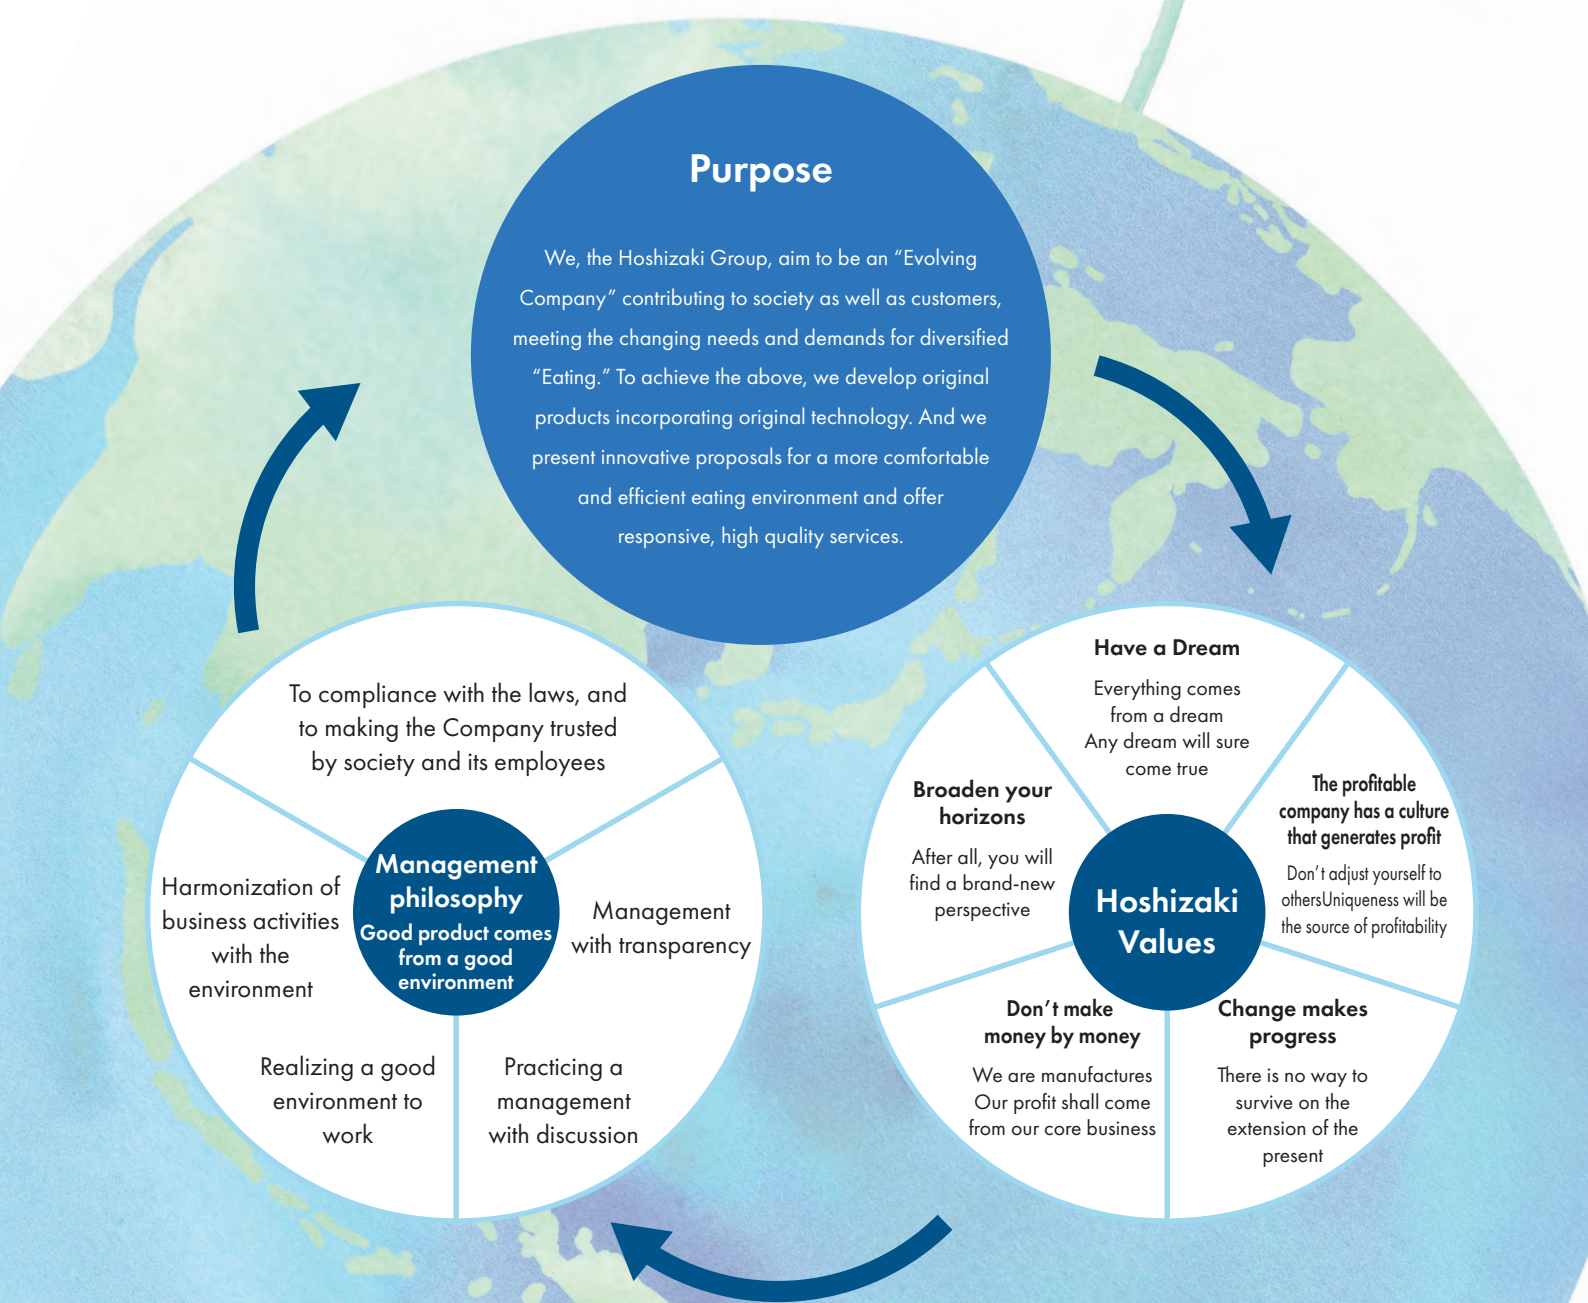 Purpose
We, the Hoshizaki Group, aim to be an “Evolving
Company” contributing to society as well as customers,
meeting the changing needs and demands for diversified
“Eating.” To achieve the above, we develop original
products incorporating original technology. And we
present innovative proposals for a more comfortable
and efficient eating environment and offer
responsive, high quality services.
To compliance with the laws, and
to making the Company trusted
by society and its employees
Harmonization of
business activities
with the
environment
Management
philosophy
Good product comes
from a good
environment
Management
with transparency
Realizing a good
environment to
work
Practicing a
management
with discussion
Have a Dream
Everything comes
from a dream
Any dream will sure
come true
Broaden your
horizons
After all, you will
find a brand-new
perspective
The profitable
company has a culture
that generates profit
Don’t adjust yourself to
othersUniqueness will be
the source of profitability
Hoshizaki
Values
Don’t make
money by money
We are manufactures
Our profit shall come
from our core business
Change makes
progress
There is no way to
survive on the
extension of the
present